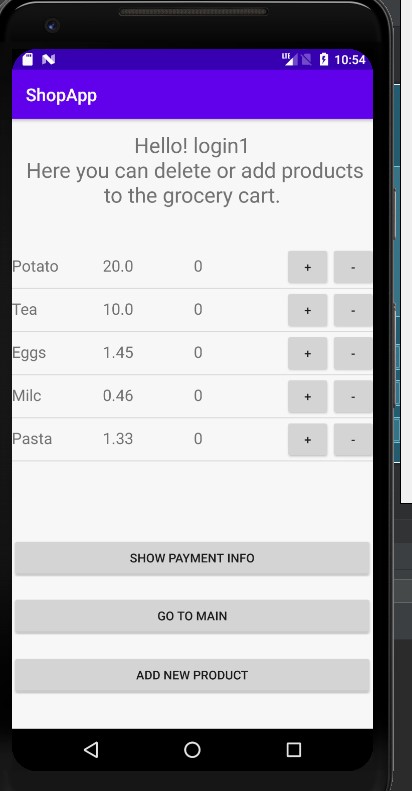 LTE 10:54
ShopApp
Hello! login1
Here you can delete or add products
to the grocery cart.
Potato 20.0 0 + -
Tea 10.0 0 + -
Eggs 1.45 0 + -
Milc 0.46 0 + -
Pasta 1.33 0 + -
SHOW PAYMENT INFO
GO TO MAIN
ADD NEW PRODUCT